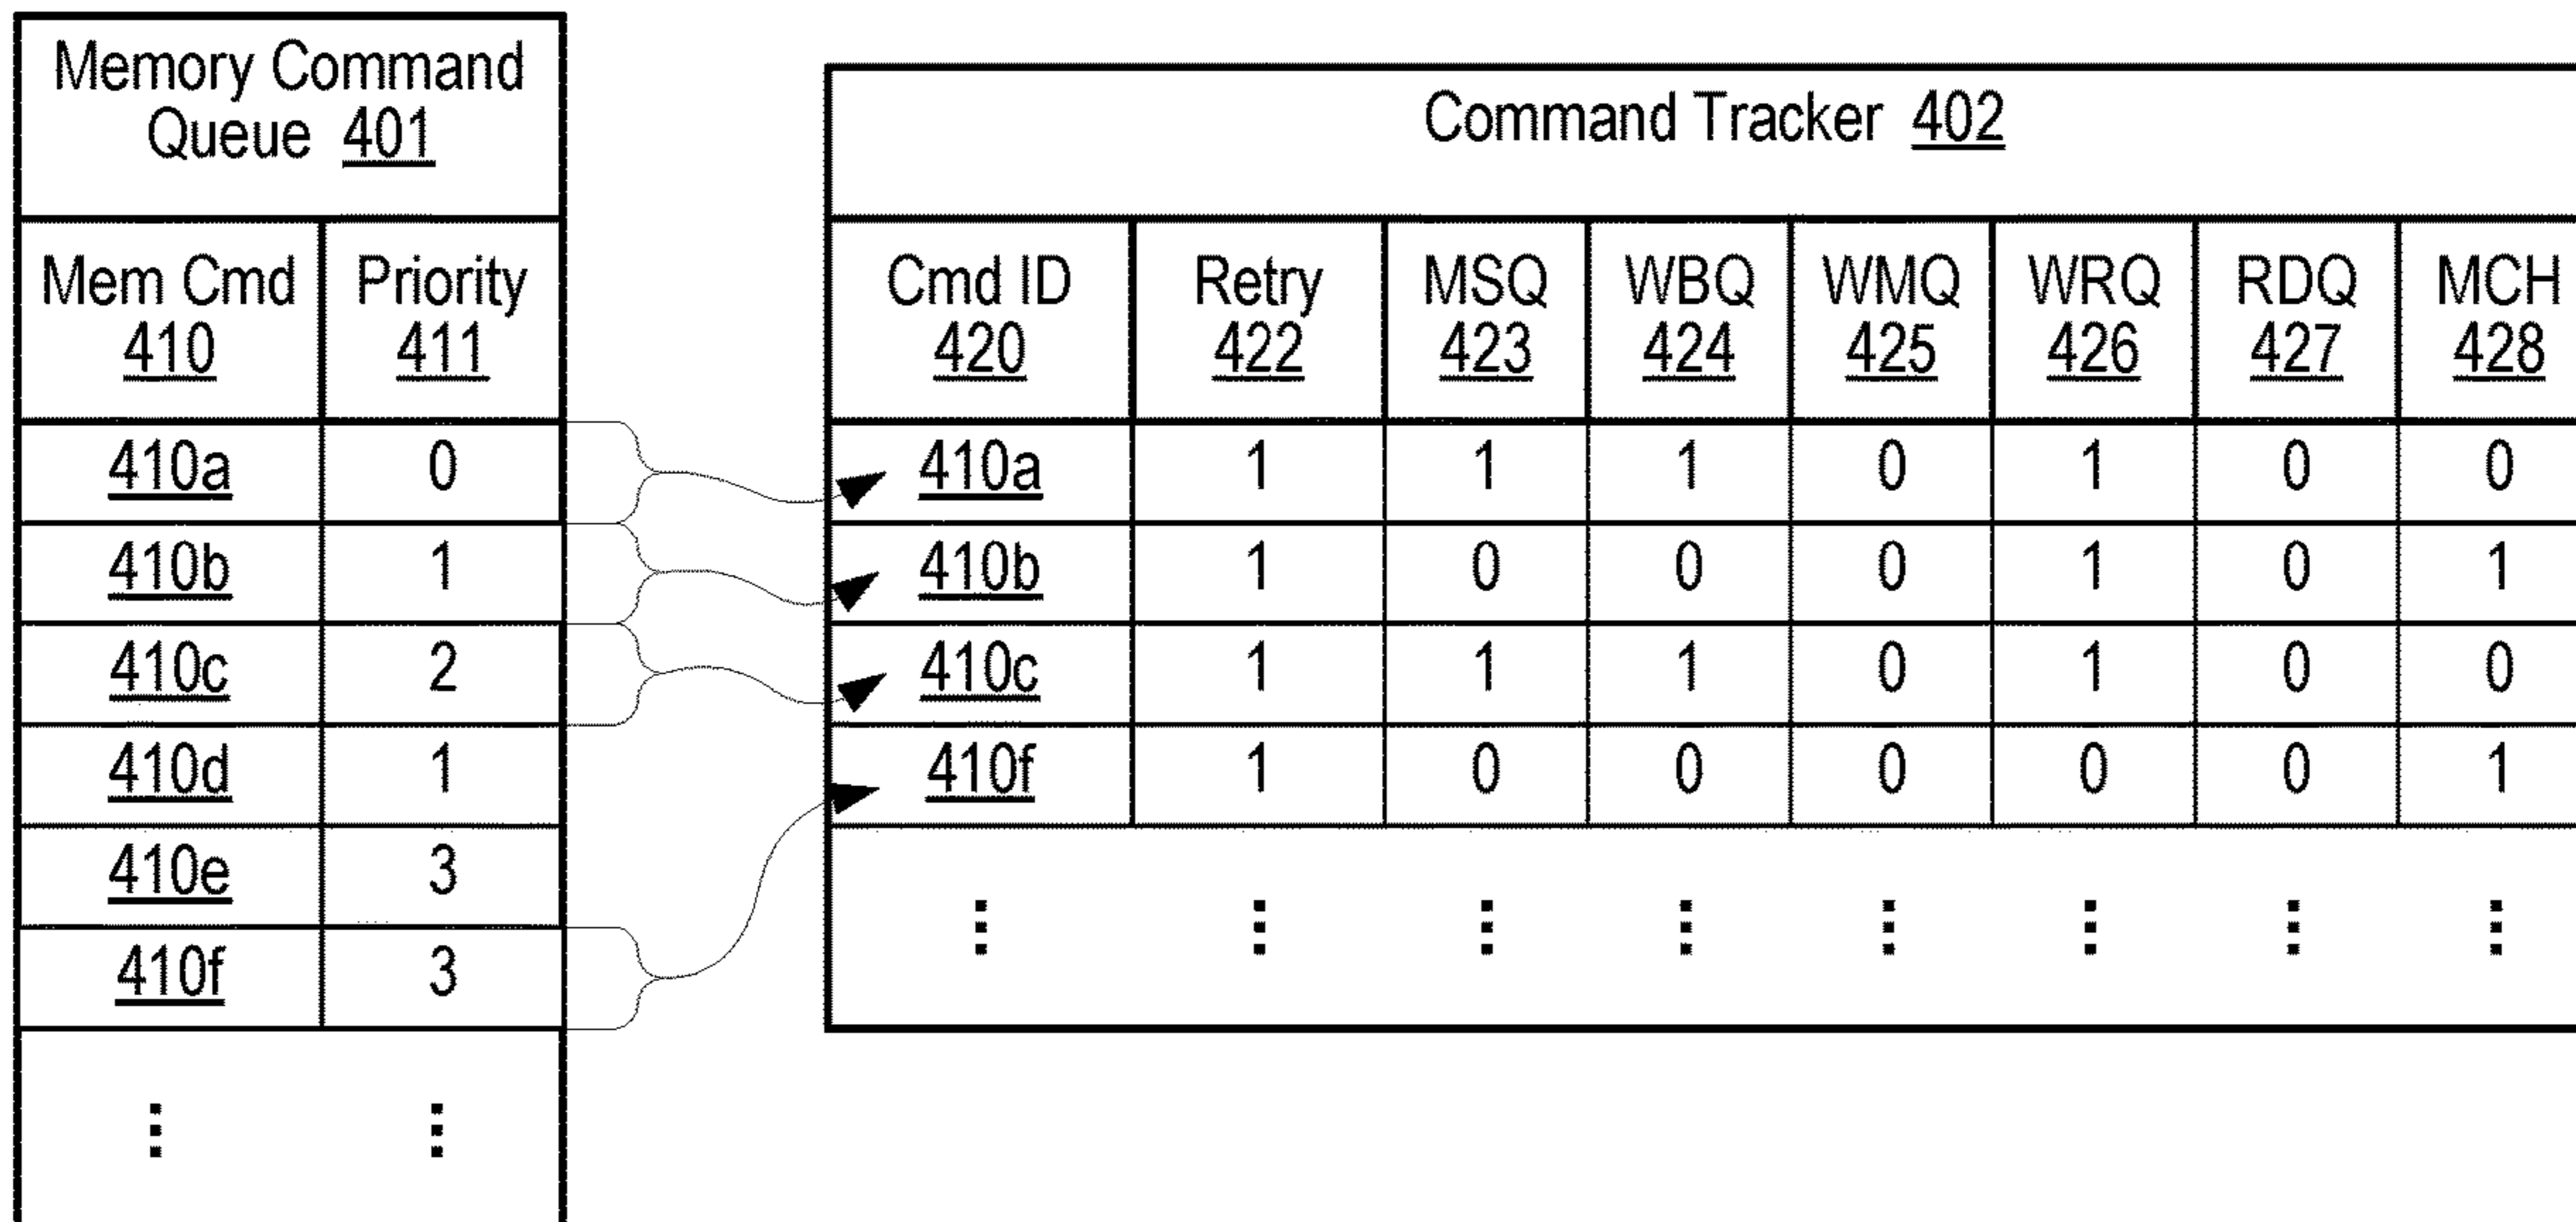 Memory Command
Queue 401
Mem Cmd Priority
410 411
410a 0
410b 1
410c 2
410d 1
410e 3
410f 3
Command Tracker 402
Cmd ID Retry MSQ WBQ WMQ WRQ RDQ MCH
420 422 423 424 425 426 427 428
410a 1 1 1 0 1 0 0
410b 1 0 0 0 1 0 1
410c 1 1 1 0 1 0 0
410f 1 0 0 0 0 0 1